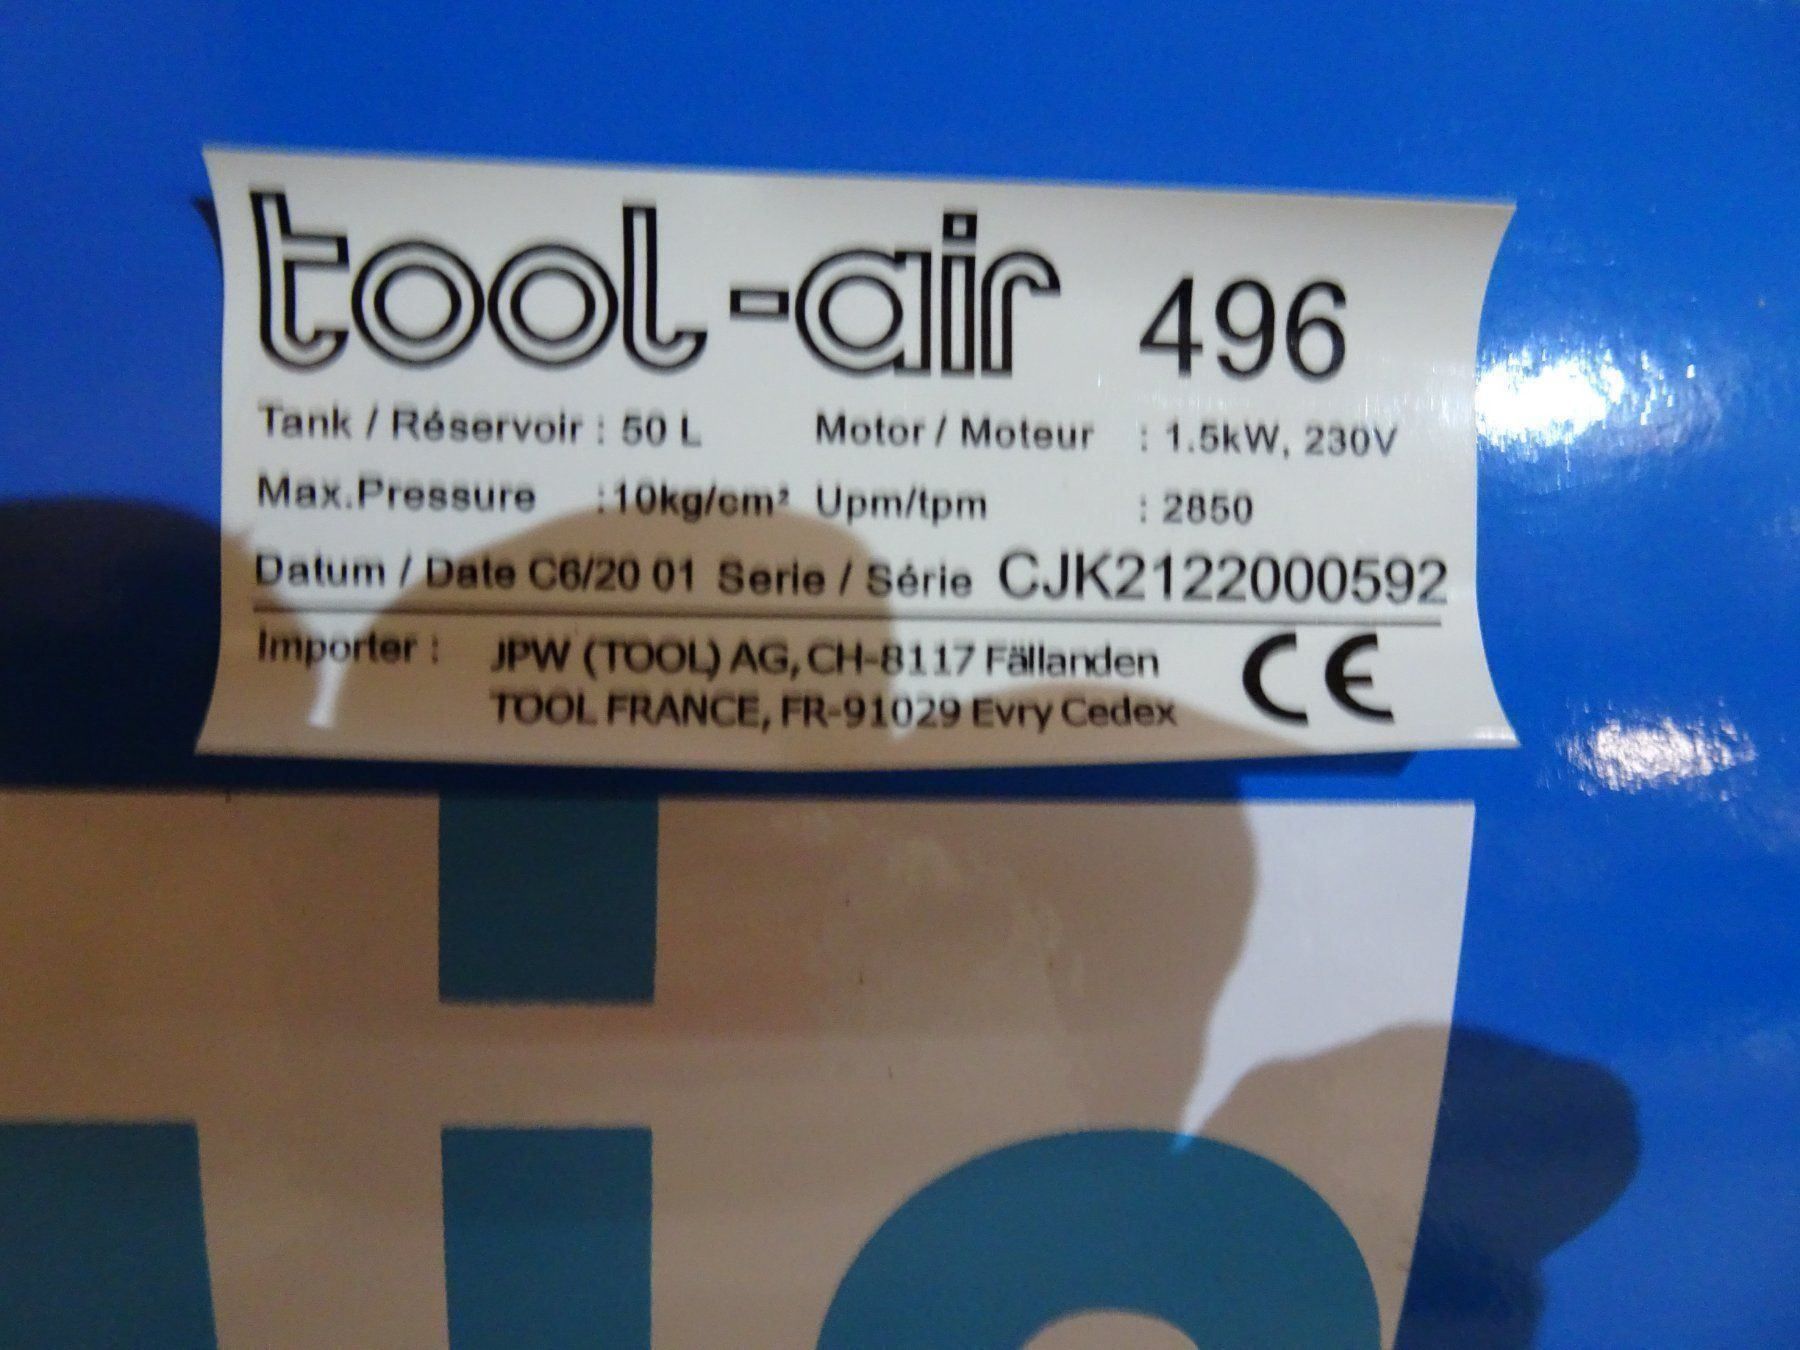 tool-air 496
Tank / Réservoir : 50 L Motor / Moteur : 1.5kW, 230V
Max.Pressure :10kg/cm² Upm/tpm : 2850
Datum / Date C6/20 01 Serie / Série CJK2122000592
Importer : JPW (TOOL) AG, CH-8117 Fällanden
TOOL FRANCE, FR-91029 Evry Cedex CE